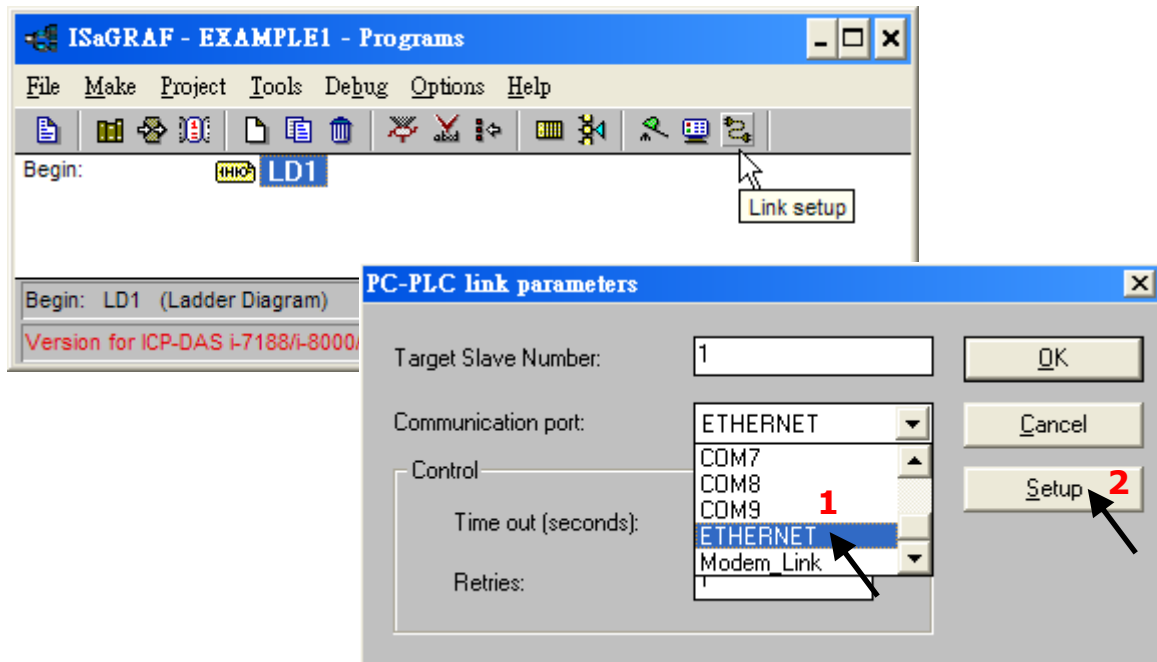 ISaGRAF - EXAMPLE1 - Programs
File Make Project Tools Debug Options Help
Begin: LD1
Link setup
Begin: LD1 (Ladder Diagram)
Version for ICP-DAS i-7188/i-8000/
PC-PLC link parameters
Target Slave Number: 1 OK
Communication port: ETHERNET Cancel
Control
COM7
COM8
Setup 2
COM9 1
Time out (seconds):
ETHERNET
Modem_Link
Retries: